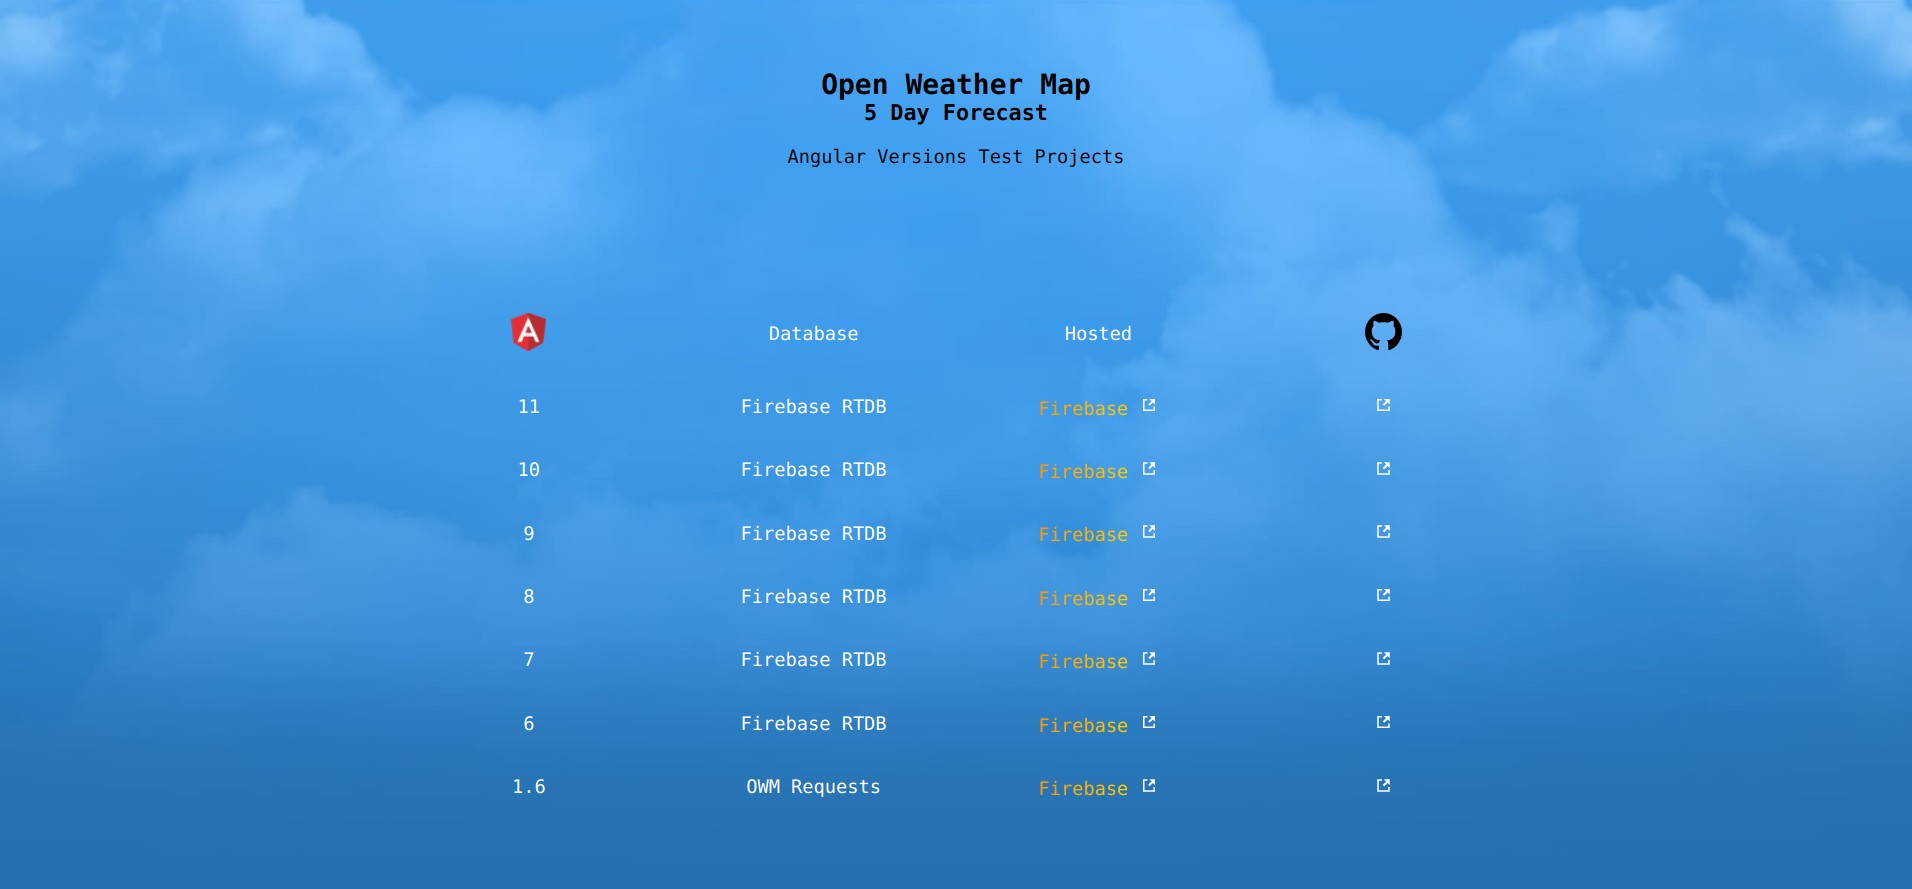 Open Weather Map
5 Day Forecast
Angular Versions Test Projects
A Database Hosted
11 Firebase RTDB Firebase
10 Firebase RTDB Firebase
9 Firebase RTDB Firebase
8 Firebase RTDB Firebase
7 Firebase RTDB Firebase
6 Firebase RTDB Firebase
1.6 OWM Requests Firebase